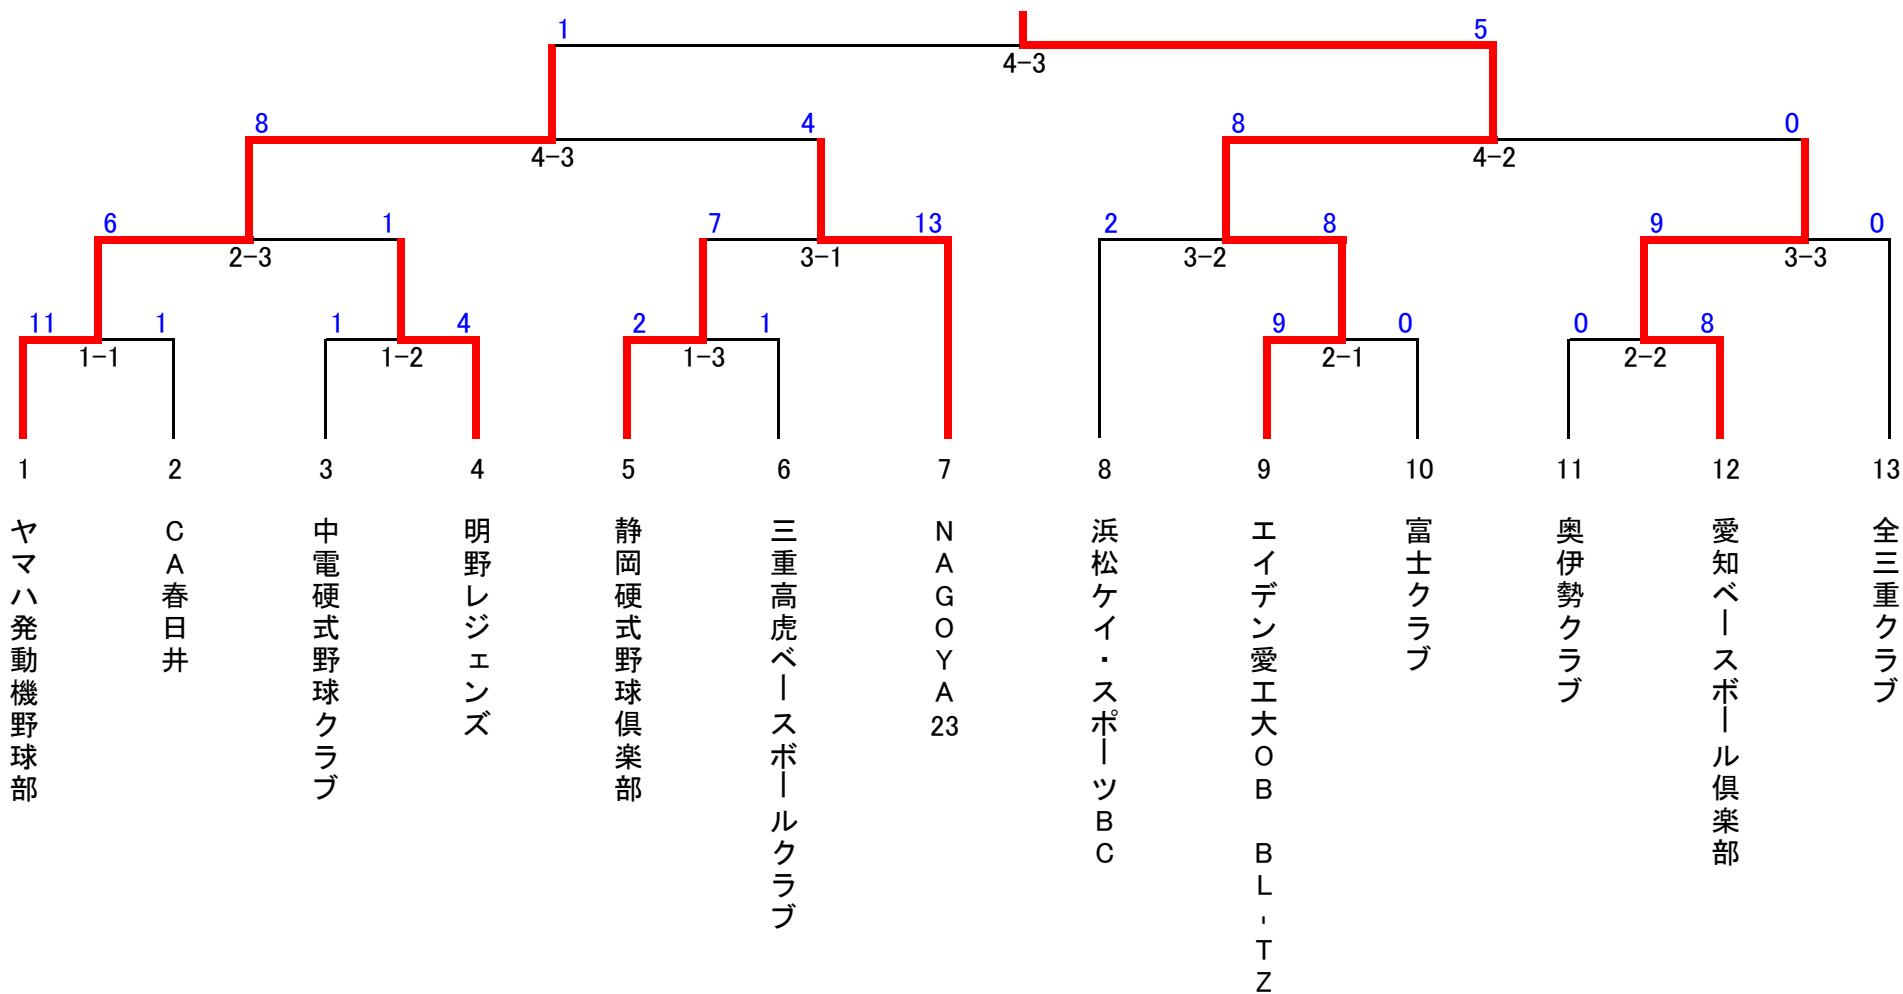 1 5
4-3
8 4 8 0
4-3 4-2
6 1 7 13 2 8 9 0
2-3 3-1 3-2 3-3
11 1 1 4 2 1 9 0 0 8
1-1 1-2 1-3 2-1 2-2
1 2 3 4 5 6 7 8 9 10 11 12 13
ヤマハ発動機野球部
CA春日井
中電硬式野球クラブ
明野レジェンズ
静岡硬式野球倶楽部
三重高虎ベースボールクラブ
NAGOYA23
浜松ケイ・スポーツBC
エイデン愛工大OB BL-TZ
富士クラブ
奥伊勢クラブ
愛知ベースボール倶楽部
全三重クラブ